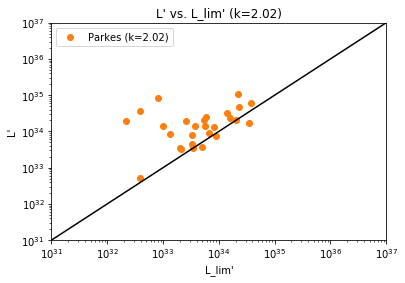 L' vs. L_lim' (k=2.02)
Parkes (k=2.02)
L'
10^37
10^36
10^35
10^34
10^33
10^32
10^31
10^31 10^32 10^33 10^34 10^35 10^36 10^37
L_lim'